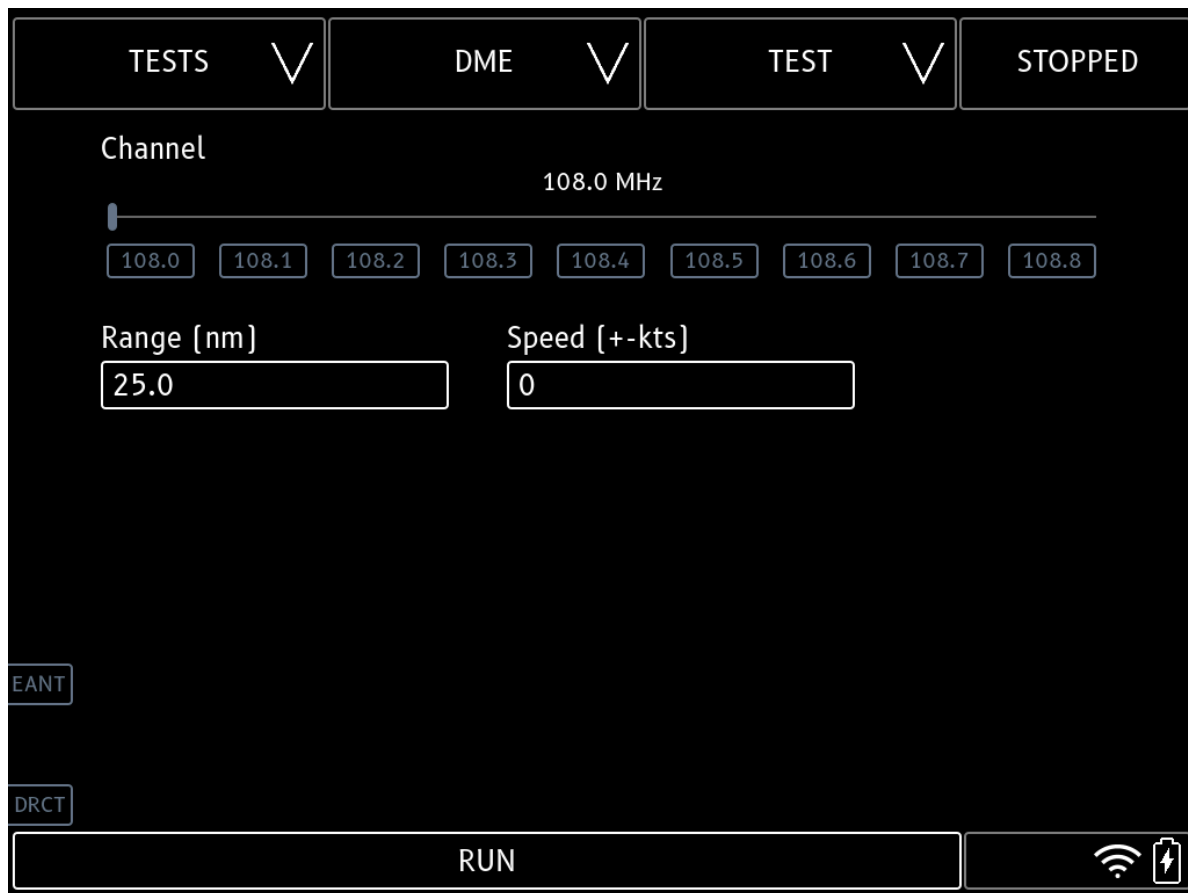 TESTS DME TEST STOPPED
Channel
108.0 MHz
108.0 108.1 108.2 108.3 108.4 108.5 108.6 108.7 108.8
Range (nm) Speed (+-kts)
25.0 0
EANT
DRCT
RUN